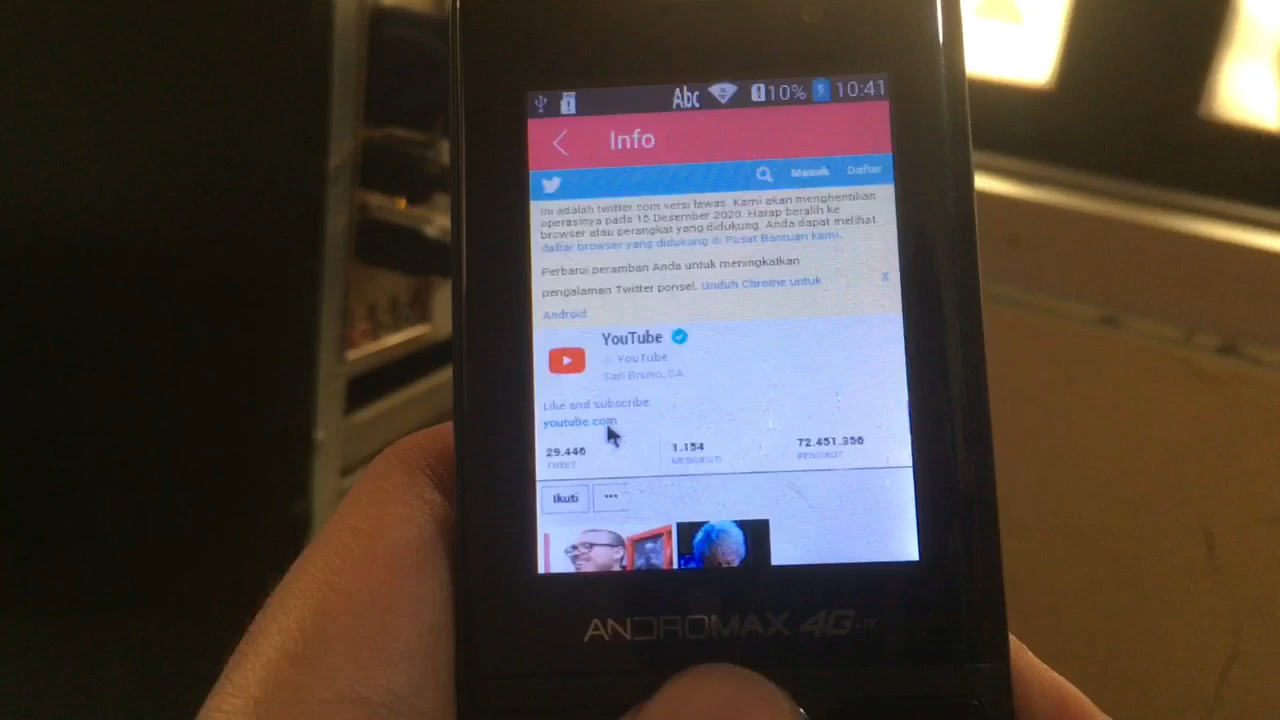 Abc 10% 10:41
Info
Masuk Daftar
Ini adalah twitter.com versi lawas. Kami akan menghentikan
operasinya pada 15 Desember 2020. Harap beralih ke
browser atau perangkat yang didukung. Anda dapat melihat
daftar browser yang didukung di Pusat Bantuan kami.
Perbarui peramban Anda untuk meningkatkan
pengalaman Twitter ponsel. Unduh Chrome untuk X
Android
YouTube
YouTube
San Bruno, CA
Like and subscribe.
youtube.com
29.446 1.154 72.451.356
TWEET MENGIKUTI PENGIKUT
Ikuti ...
ANDROMAX 4G LTE